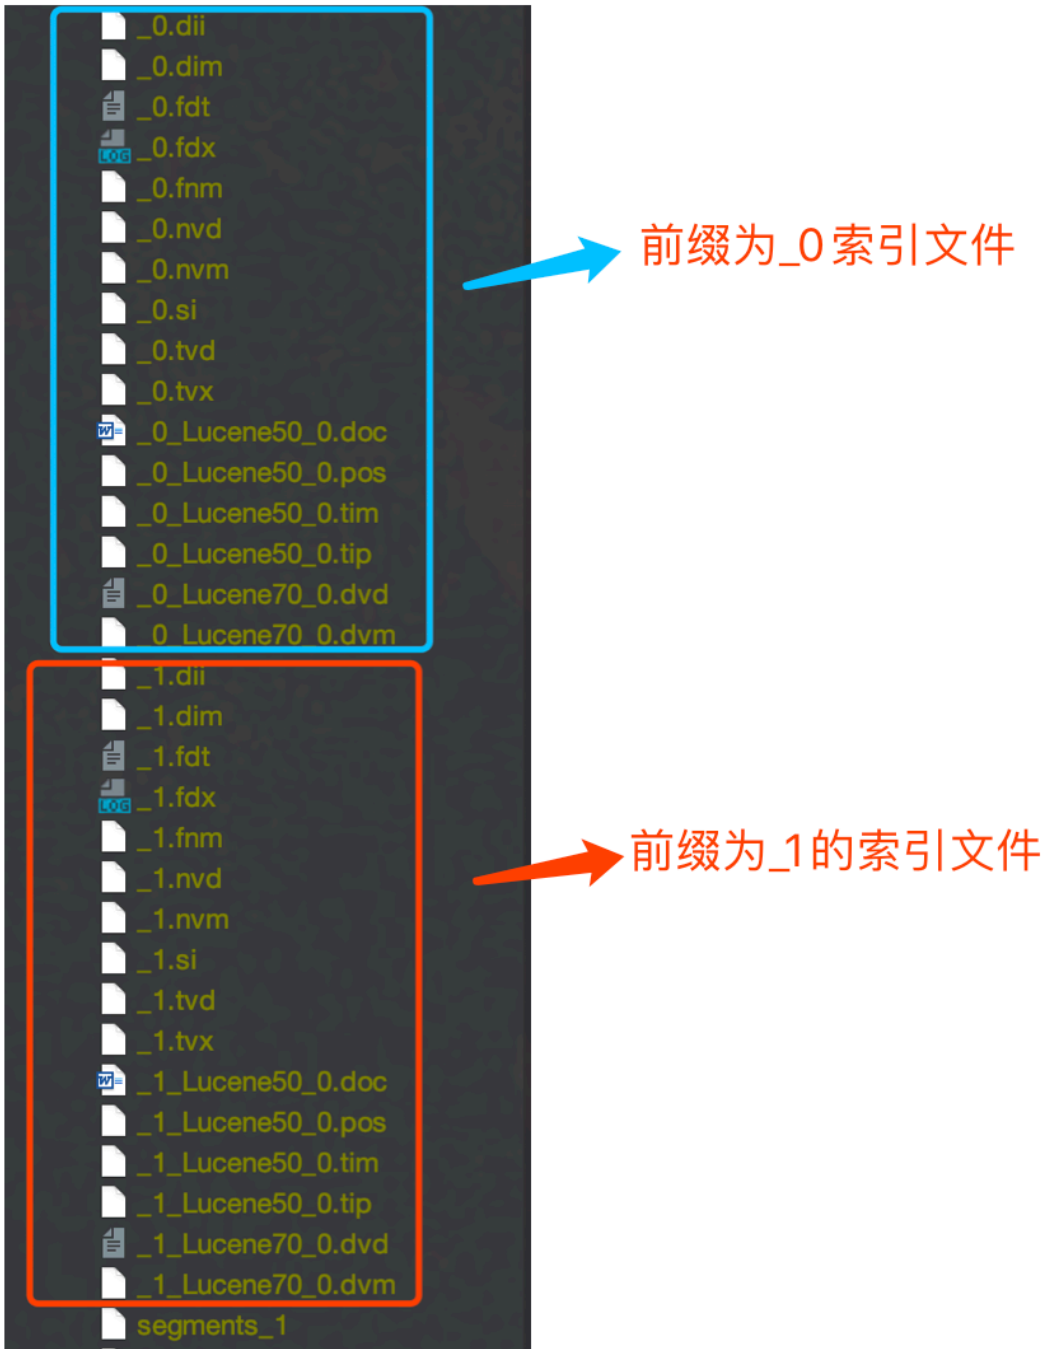 _0.dii
_0.dim
_0.fdt
LOG _0.fdx
_0.fnm
_0.nvd
前缀为_0索引文件
_0.nvm
_0.si
_0.tvd
_0.tvx
W _0_Lucene50_0.doc
_0_Lucene50_0.pos
_0_Lucene50_0.tim
_0_Lucene50_0.tip
_0_Lucene70_0.dvd
_0_Lucene70_0.dvm
_1.dii
_1.dim
_1.fdt
LOG _1.fdx
_1.fnm
前缀为_1的索引文件
_1.nvd
_1.nvm
_1.si
_1.tvd
_1.tvx
W _1_Lucene50_0.doc
_1_Lucene50_0.pos
_1_Lucene50_0.tim
_1_Lucene50_0.tip
_1_Lucene70_0.dvd
_1_Lucene70_0.dvm
segments_1